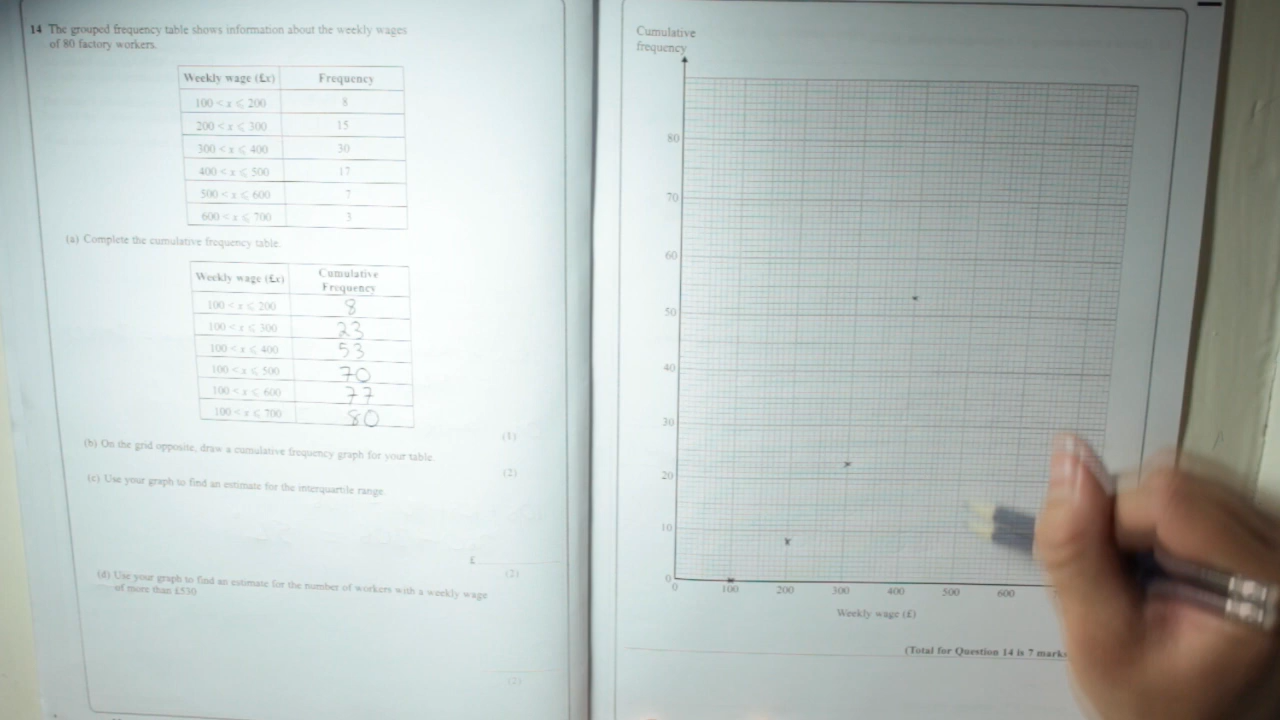 14 The grouped frequency table shows information about the weekly wages
of 80 factory workers.
Weekly wage (£x) Frequency
100 < x ⩽ 200 8
200 < x ⩽ 300 15
300 < x ⩽ 400 30
400 < x ⩽ 500 17
500 < x ⩽ 600 7
600 < x ⩽ 700 3
(a) Complete the cumulative frequency table.
Weekly wage (£x) Cumulative
Frequency
100 < x ⩽ 200 8
100 < x ⩽ 300 23
100 < x ⩽ 400 53
100 < x ⩽ 500 70
100 < x ⩽ 600 77
100 < x ⩽ 700 80
(1)
(b) On the grid opposite, draw a cumulative frequency graph for your table.
(2)
(c) Use your graph to find an estimate for the interquartile range.
£
(2)
(d) Use your graph to find an estimate for the number of workers with a weekly wage
of more than £530
(2)
Cumulative
frequency
80
70
60
50
40
30
20
10
0
0 100 200 300 400 500 600
Weekly wage (£)
(Total for Question 14 is 7 marks